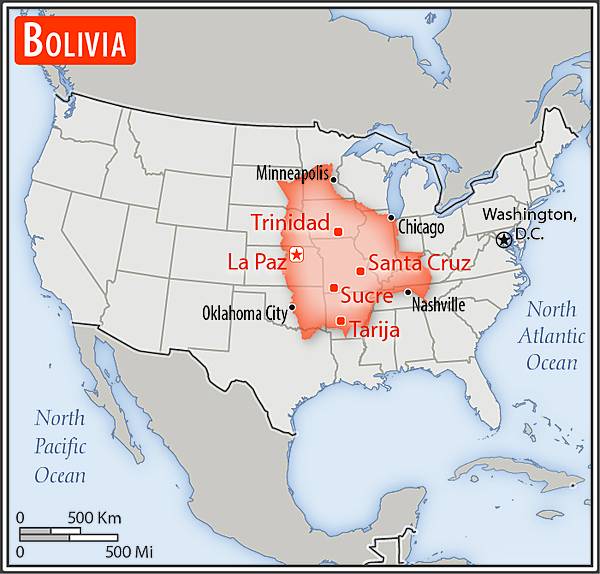 BOLIVIA
Minneapolis
Trinidad
Chicago
Washington,
D.C.
La Paz
Santa Cruz
Sucre
Oklahoma City
Nashville
Tarija
North
Atlantic
Ocean
North
Pacific
Ocean
0 500 Km
0 500 Mi